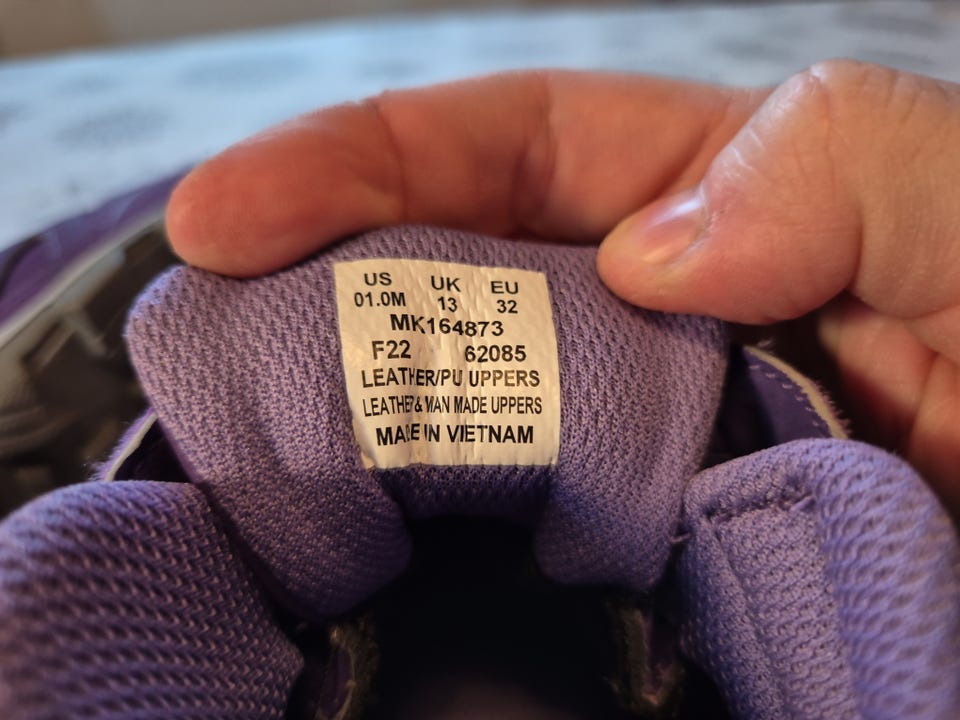 US UK EU
01.0M 13 32
MK164873
F22 62085
LEATHER/PU UPPERS
LEATHER & MAN MADE UPPERS
MADE IN VIETNAM